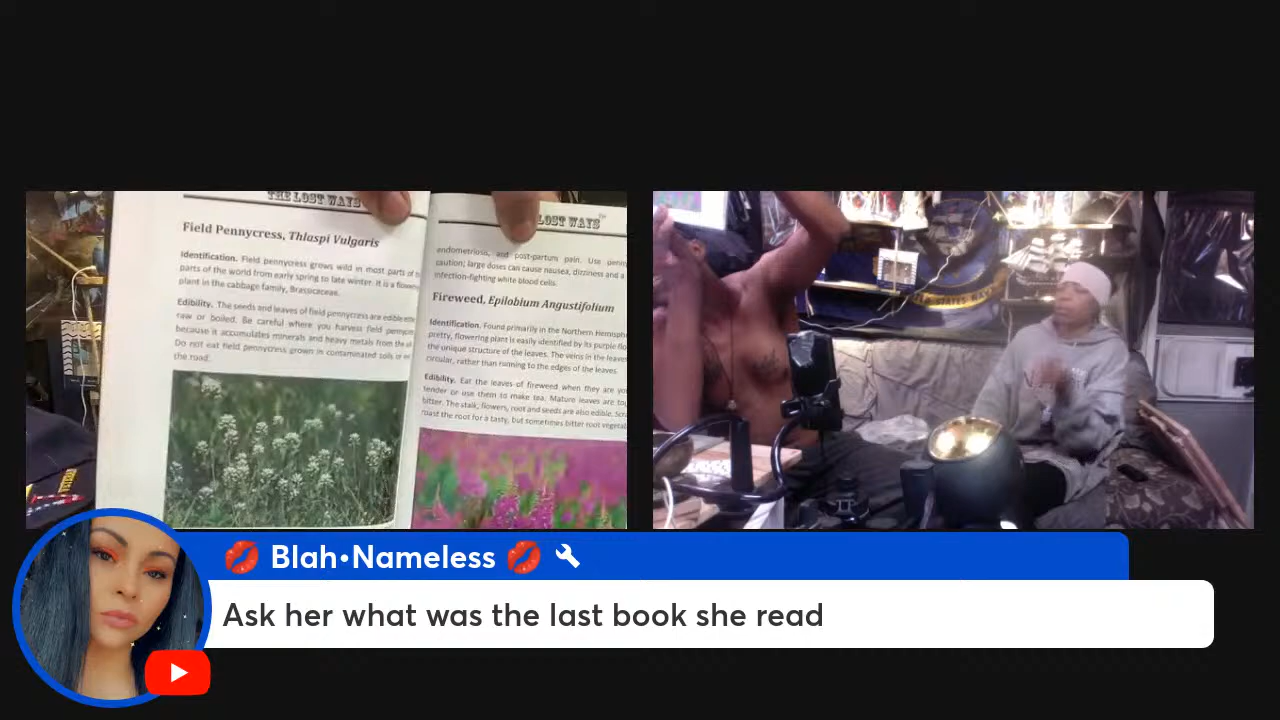 THE LOST WAYS
Field Pennycress, Thlaspi Vulgaris
Identification. Field pennycress grows wild in most parts of
parts of the world from early spring to late winter. It is a
plant in the cabbage family, Brassicaceae.
Edibility. The seeds and leaves of field pennycress are edible
raw or boiled. Be careful where you harvest field
because it accumulates minerals and heavy metals from the
Do not eat field pennycress grown in contaminated soils or
the road.
LOST WAYS™
endometriosis, and post-partum pain. Use
caution; large doses can cause nausea, dizziness and a
infection-fighting white blood cells.
Fireweed, Epilobium Angustifolium
Identification. Found primarily in the Northern
pretty, flowering plant is easily identified by its purple
the unique structure of the leaves. The veins in the leaves
circular, rather than running to the edges of the leaves.
Edibility. Eat the leaves of fireweed when they are
tender or use them to make tea. Mature leaves are
bitter. The stalk, flowers, root and seeds are also edible.
roast the root for a tasty, but sometimes bitter root
💋 Blah•Nameless 💋
Ask her what was the last book she read